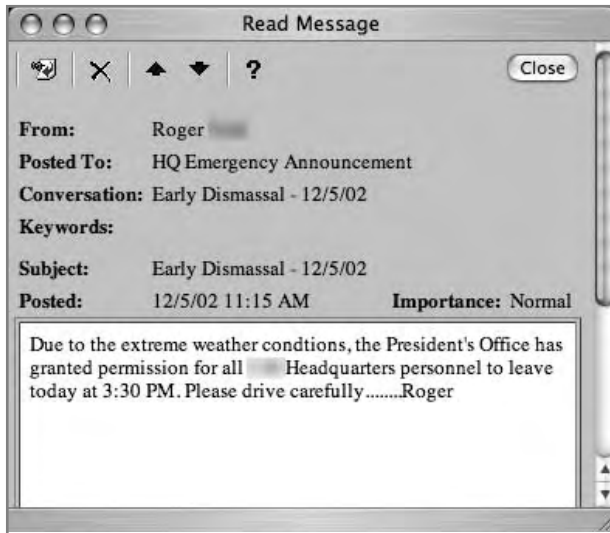 Read Message
? Close
From: Roger
Posted To: HQ Emergency Announcement
Conversation: Early Dismassal - 12/5/02
Keywords:
Subject: Early Dismassal - 12/5/02
Posted: 12/5/02 11:15 AM Importance: Normal
Due to the extreme weather condtions, the President's Office has
granted permission for all Headquarters personnel to leave
today at 3:30 PM. Please drive carefully........Roger